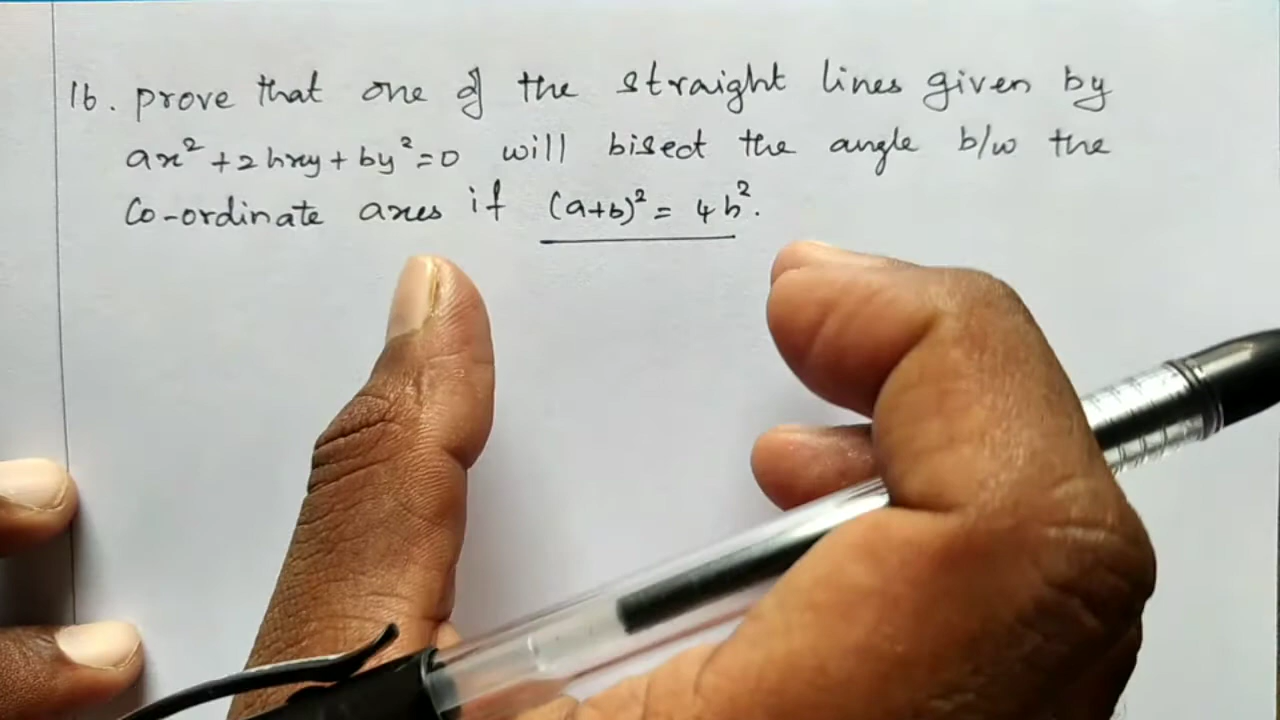 16. prove that one of the straight lines given by
ax²+2hxy+by²=0 will bisect the angle b/w the
Co-ordinate axes if (a+b)²= 4h².